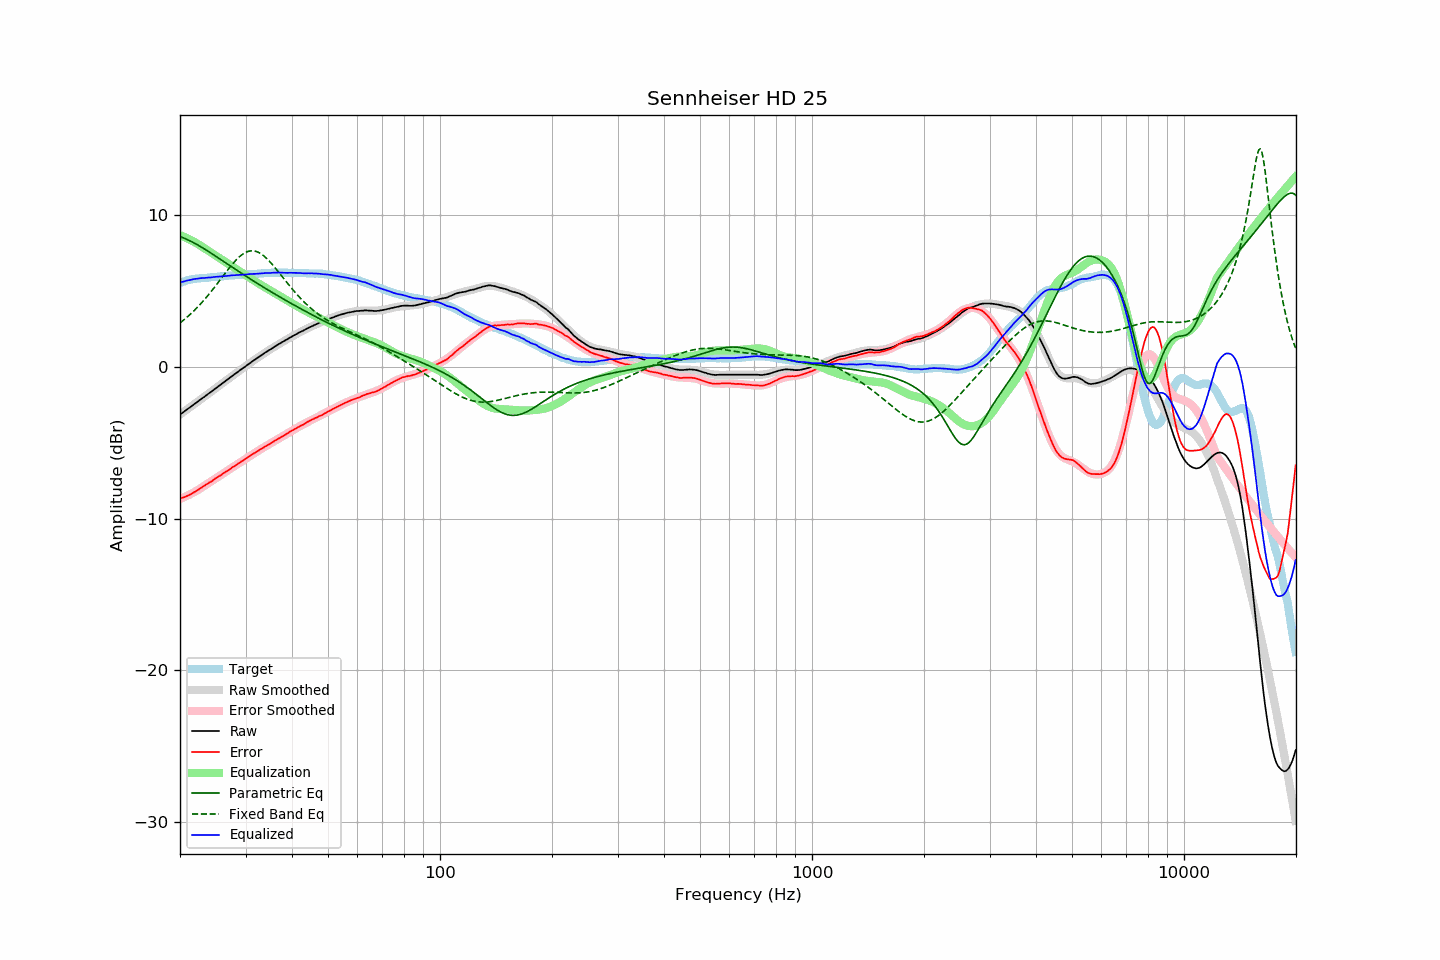 Sennheiser HD 25
10
0
−10
−20
−30
Amplitude (dBr)
Target
Raw Smoothed
Error Smoothed
Raw
Error
Equalization
Parametric Eq
Fixed Band Eq
Equalized
100
1000
10000
Frequency (Hz)